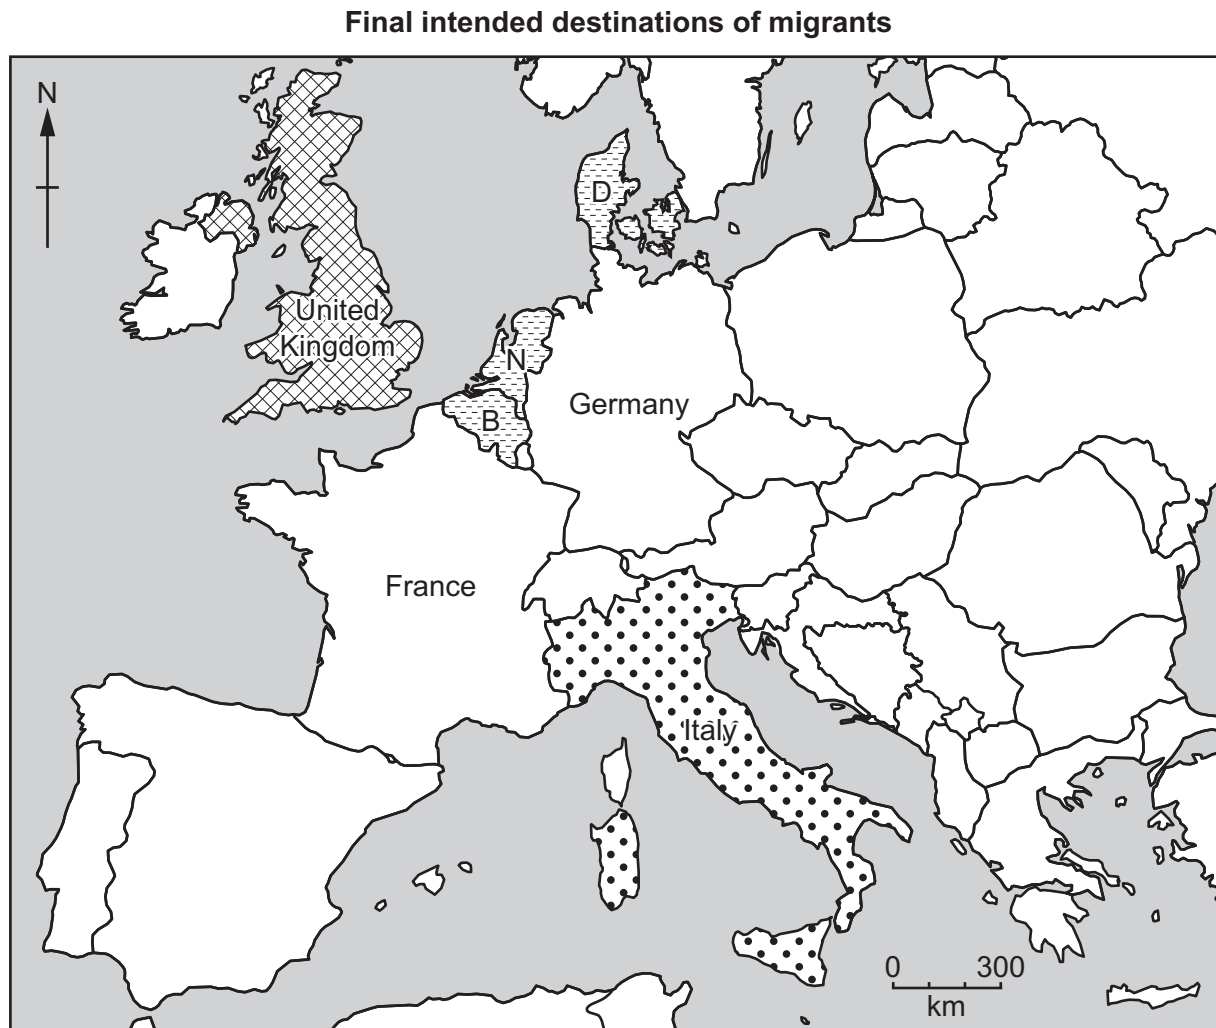 Final intended destinations of migrants
N
D
United
Kingdom
N
B
Germany
France
Italy
0 300
km